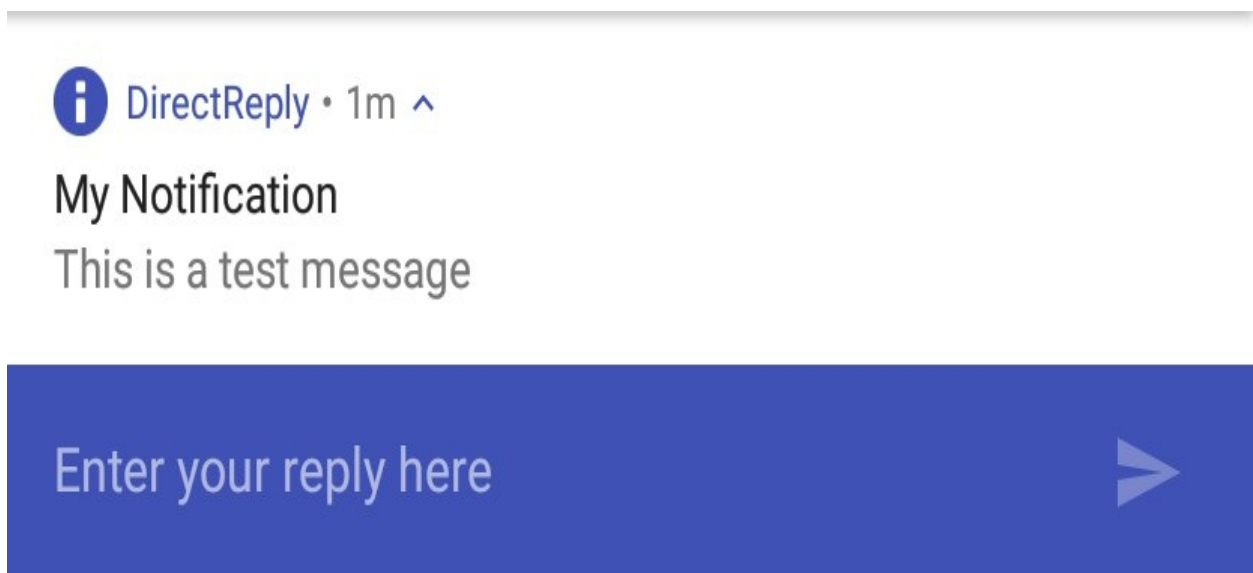 DirectReply • 1m
My Notification
This is a test message
Enter your reply here